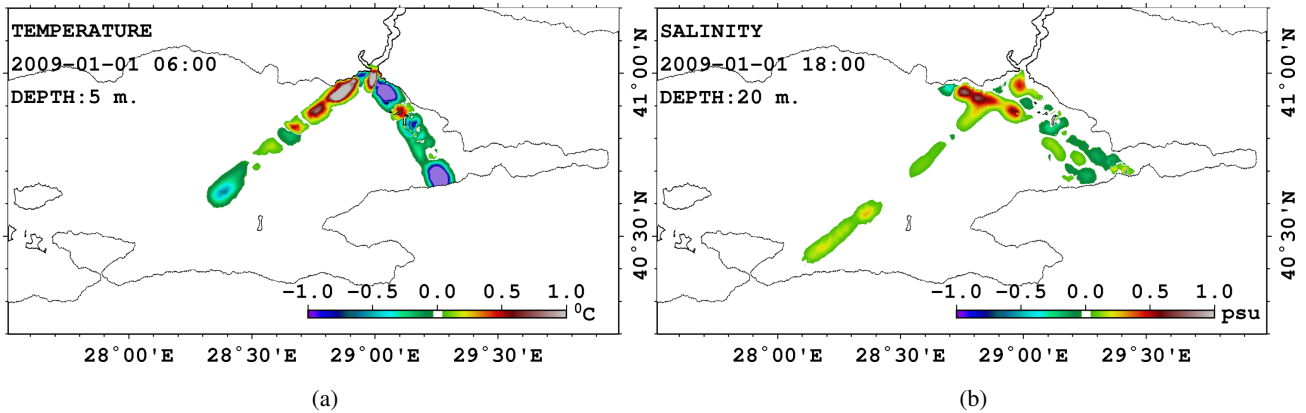 TEMPERATURE
2009-01-01 06:00
DEPTH:5 m.
41°00'N
40°30'N
-1.0 -0.5 0.0 0.5 1.0
⁰C
28°00'E 28°30'E 29°00'E 29°30'E
(a)
SALINITY
2009-01-01 18:00
DEPTH:20 m.
41°00'N
40°30'N
-1.0 -0.5 0.0 0.5 1.0
psu
28°00'E 28°30'E 29°00'E 29°30'E
(b)